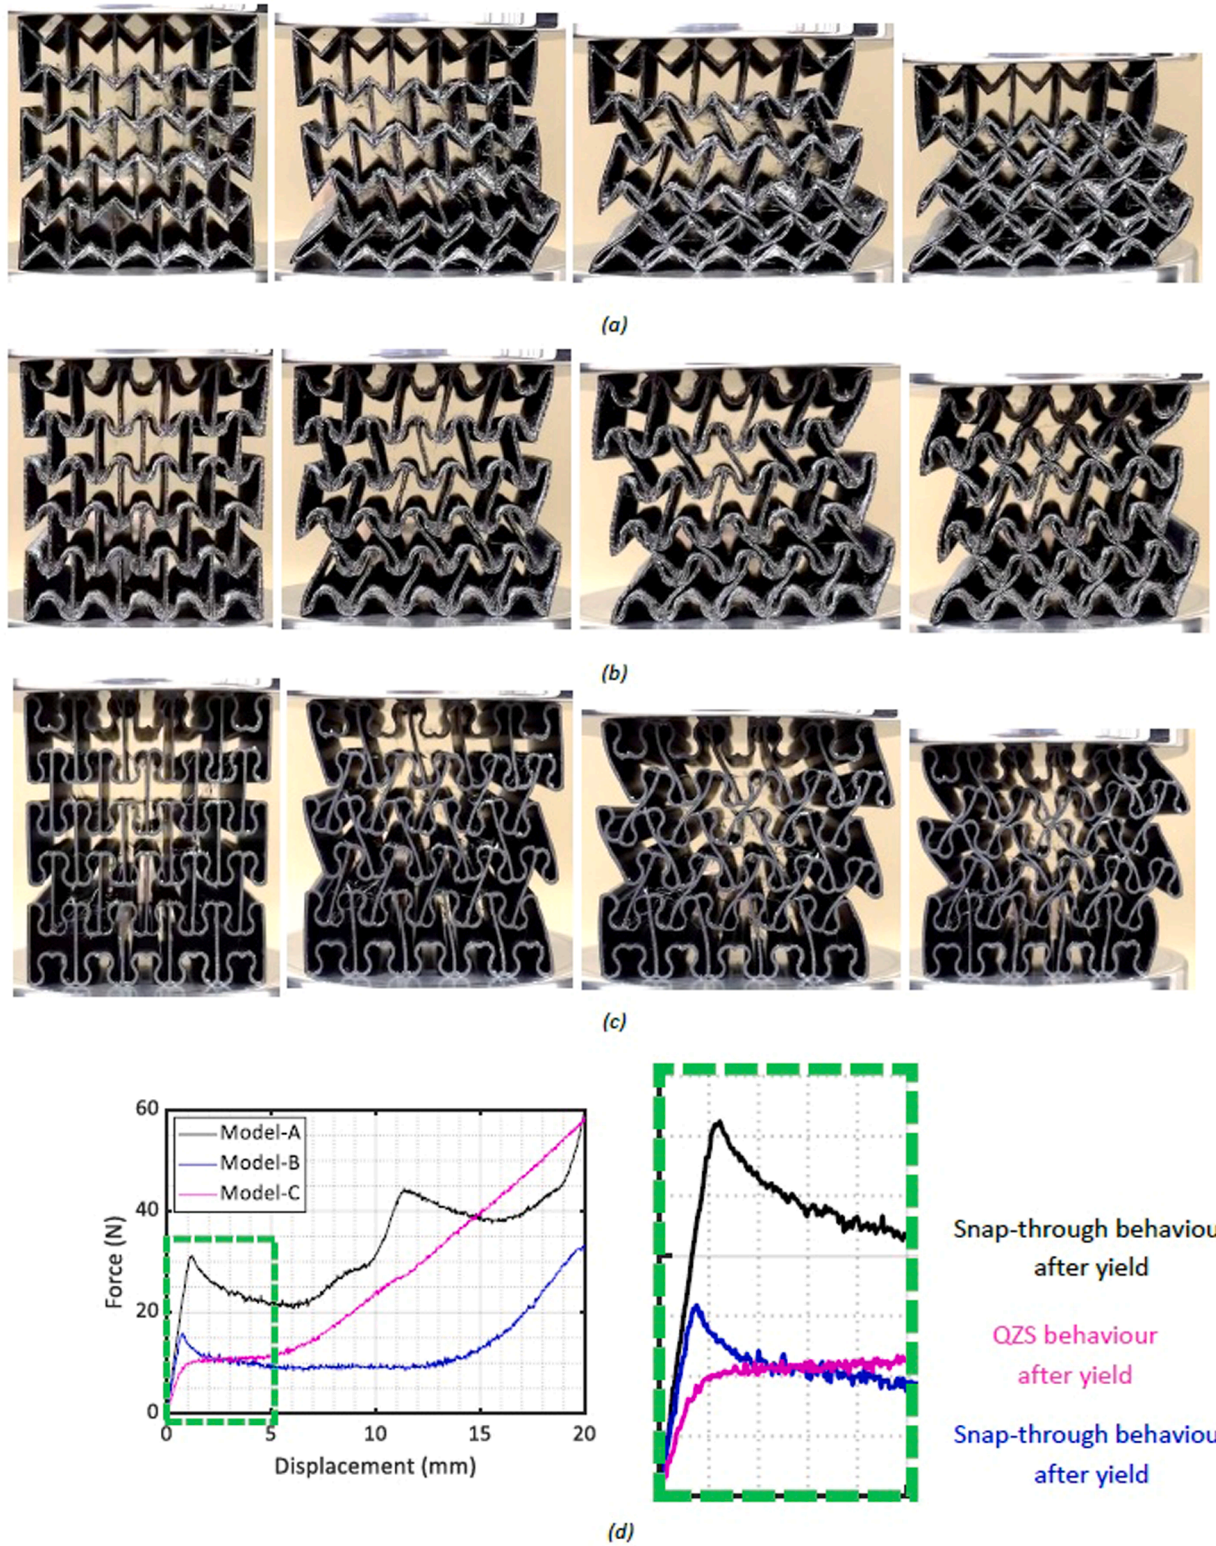 (a)
(b)
(c)
60
40
20
0
Force (N)
Model-A
Model-B
Model-C
0
5
10
15
20
Displacement (mm)
Snap-through behaviou
after yield
QZS behaviour
after yield
Snap-through behaviou
after yield
(d)